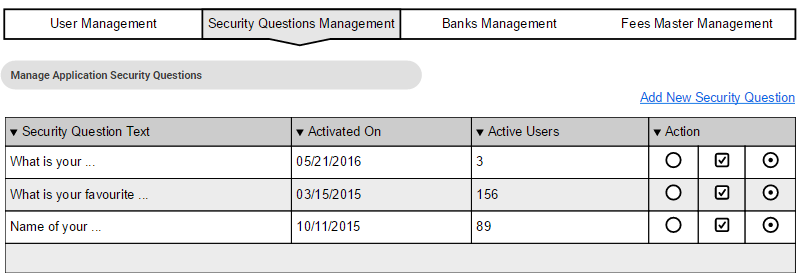 User Management Security Questions Management Banks Management Fees Master Management
Manage Application Security Questions
Add New Security Question
Security Question Text Activated On Active Users Action
What is your ... 05/21/2016 3
What is your favourite ... 03/15/2015 156
Name of your ... 10/11/2015 89